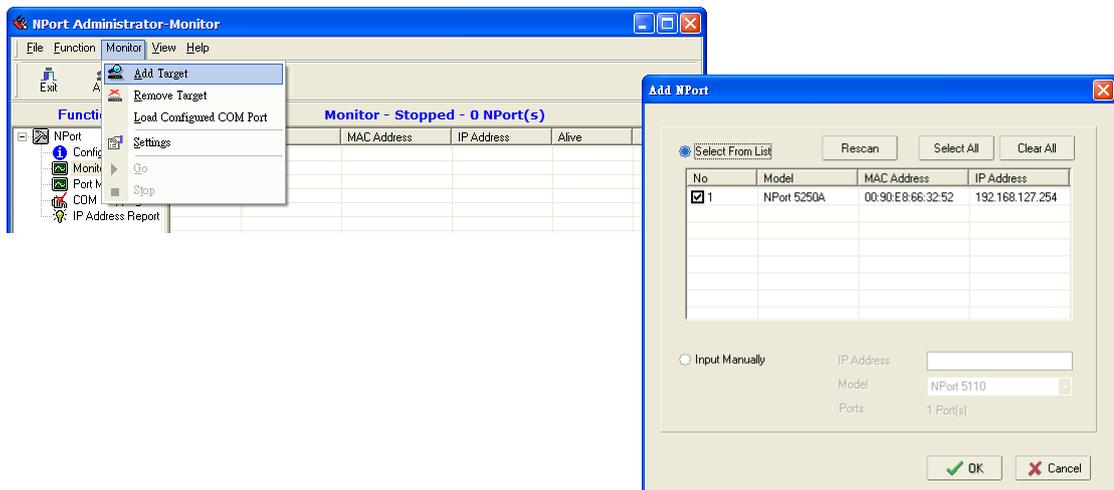 NPort Administrator-Monitor
File Function Monitor View Help
Exit
Add Target
Remove Target
Load Configured COM Port
Settings
Go
Stop
Monitor - Stopped - 0 NPort(s)
MAC Address IP Address Alive
NPort
COM
IP Address Report
Add NPort
Select From List Rescan Select All Clear All
No Model MAC Address IP Address
1 NPort 5250A 00:90:E8:66:32:52 192.168.127.254
Input Manually IP Address
Model NPort 5110
Ports 1 Port(s)
OK Cancel